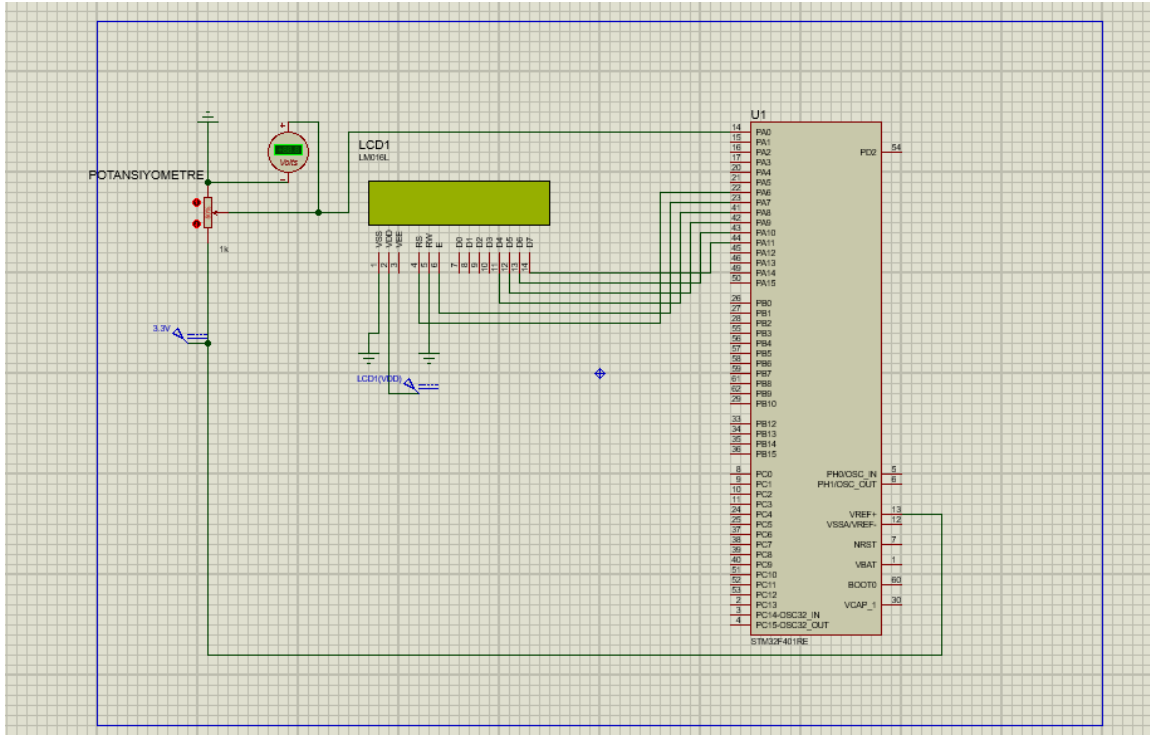 POTANSIYOMETRE
1k
+
Volts
3.3V
LCD1
LM016L
VSS
VDD
VEE
RS
RW
E
D0
D1
D2
D3
D4
D5
D6
D7
1
2
3
4
5
6
7
8
9
10
11
12
13
14
LCD1(VDD)
U1
14 PA0
15 PA1
16 PA2
17 PA3
20 PA4
21 PA5
22 PA6
23 PA7
41 PA8
42 PA9
43 PA10
44 PA11
45 PA12
46 PA13
49 PA14
50 PA15
26 PB0
27 PB1
28 PB2
55 PB3
56 PB4
57 PB5
58 PB6
59 PB7
61 PB8
62 PB9
29 PB10
33 PB12
34 PB13
35 PB14
36 PB15
8 PC0
9 PC1
10 PC2
11 PC3
24 PC4
25 PC5
37 PC6
38 PC7
39 PC8
40 PC9
51 PC10
52 PC11
53 PC12
2 PC13
3 PC14-OSC32_IN
4 PC15-OSC32_OUT
PD2 54
PH0/OSC_IN 5
PH1/OSC_OUT 6
VREF+ 13
VSSA/VREF- 12
NRST 7
VBAT 1
BOOT0 60
VCAP_1 30
STM32F401RE